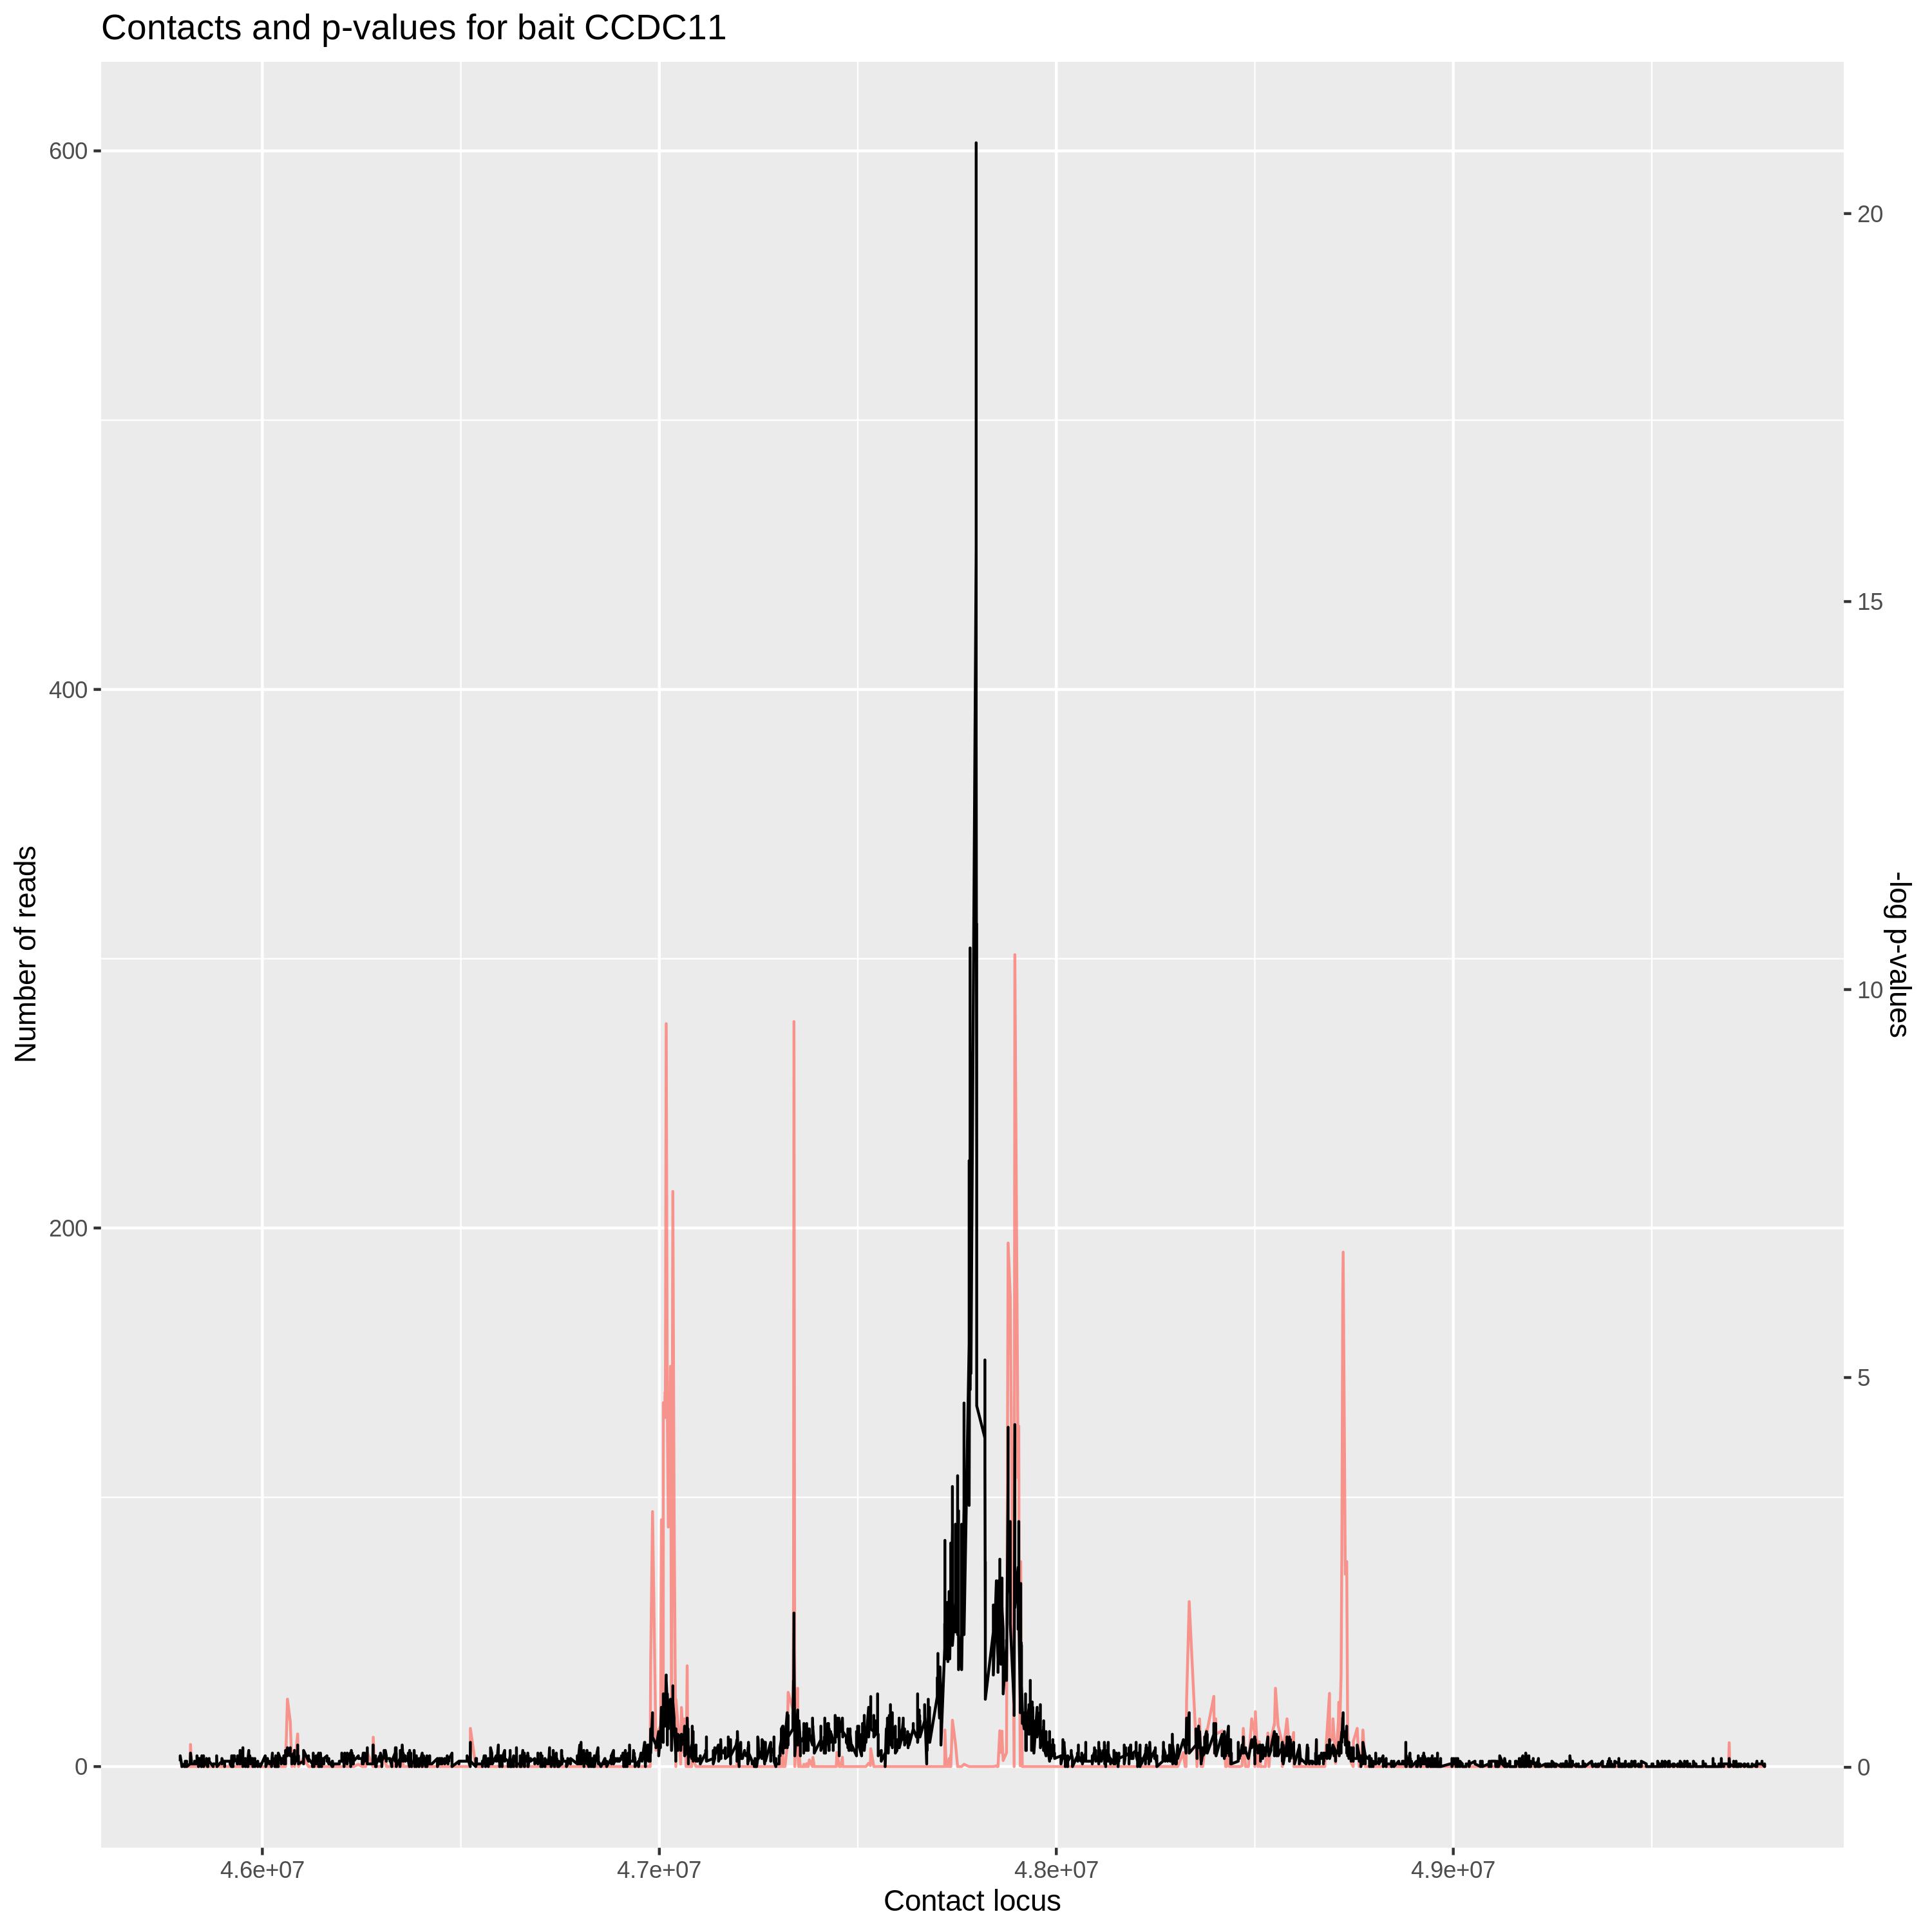 Contacts and p-values for bait CCDC11
600
400
200
0
20
15
10
5
0
Number of reads
-log p-values
4.6e+07
4.7e+07
4.8e+07
4.9e+07
Contact locus